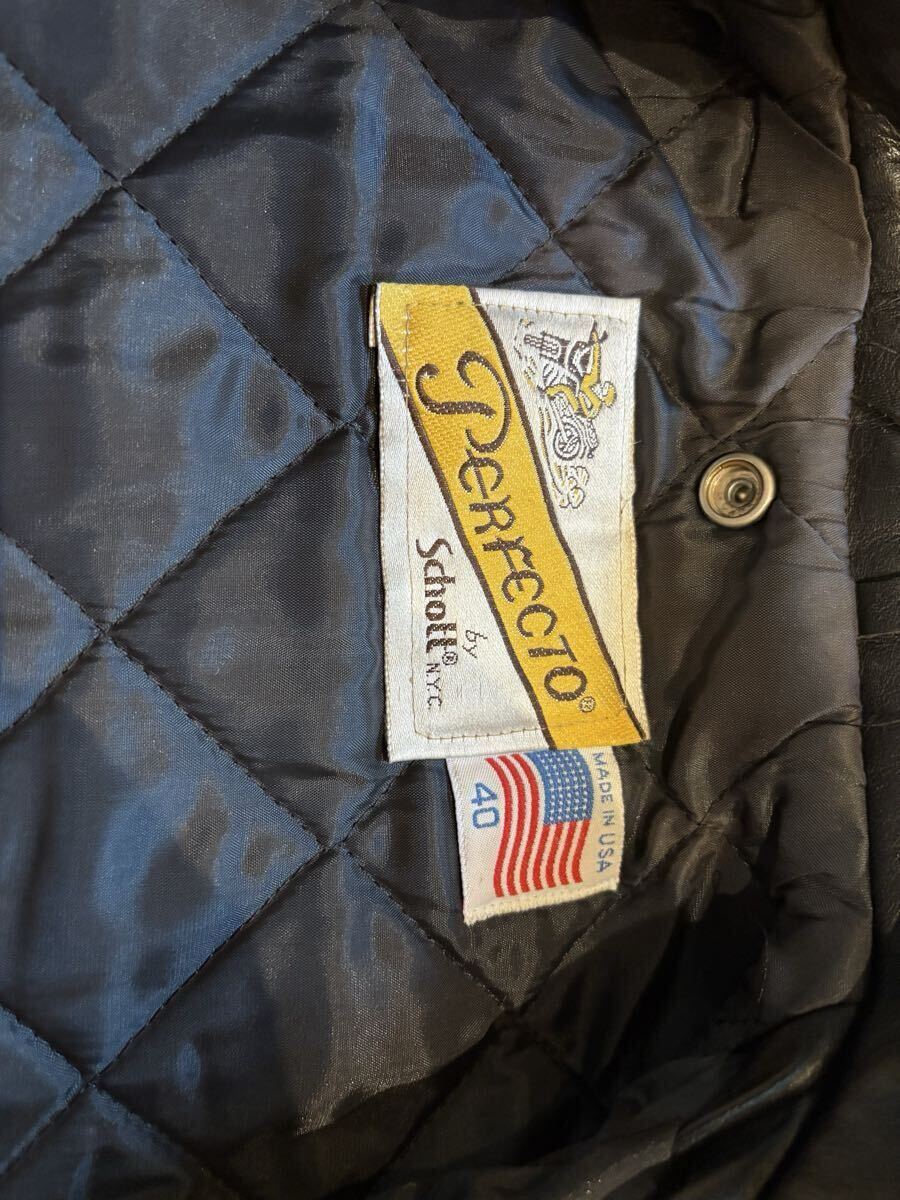 PERFECTO®
by
Schott® N.Y.C
MADE IN USA
40